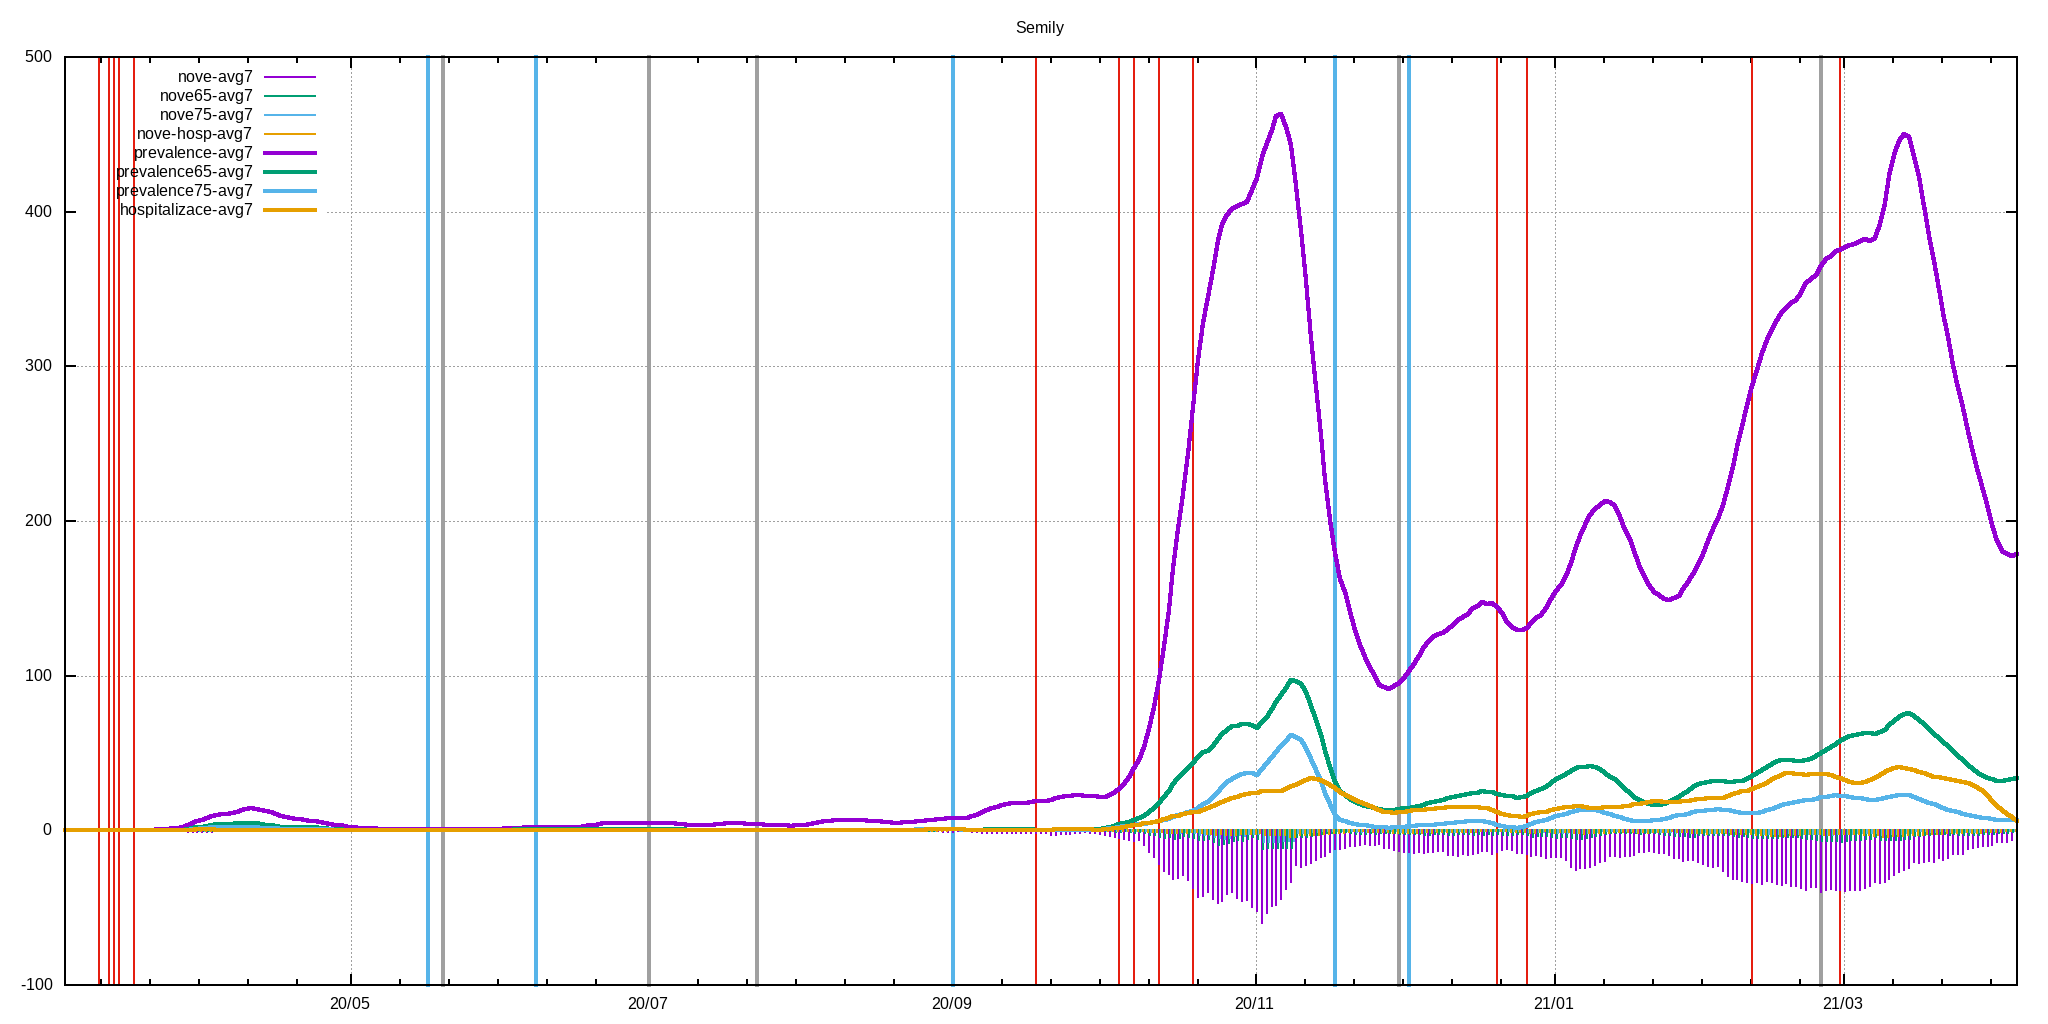 Semily
500
400
300
200
100
0
-100
nove-avg7
nove65-avg7
nove75-avg7
nove-hosp-avg7
prevalence-avg7
prevalence65-avg7
prevalence75-avg7
hospitalizace-avg7
20/05 20/07 20/09 20/11 21/01 21/03